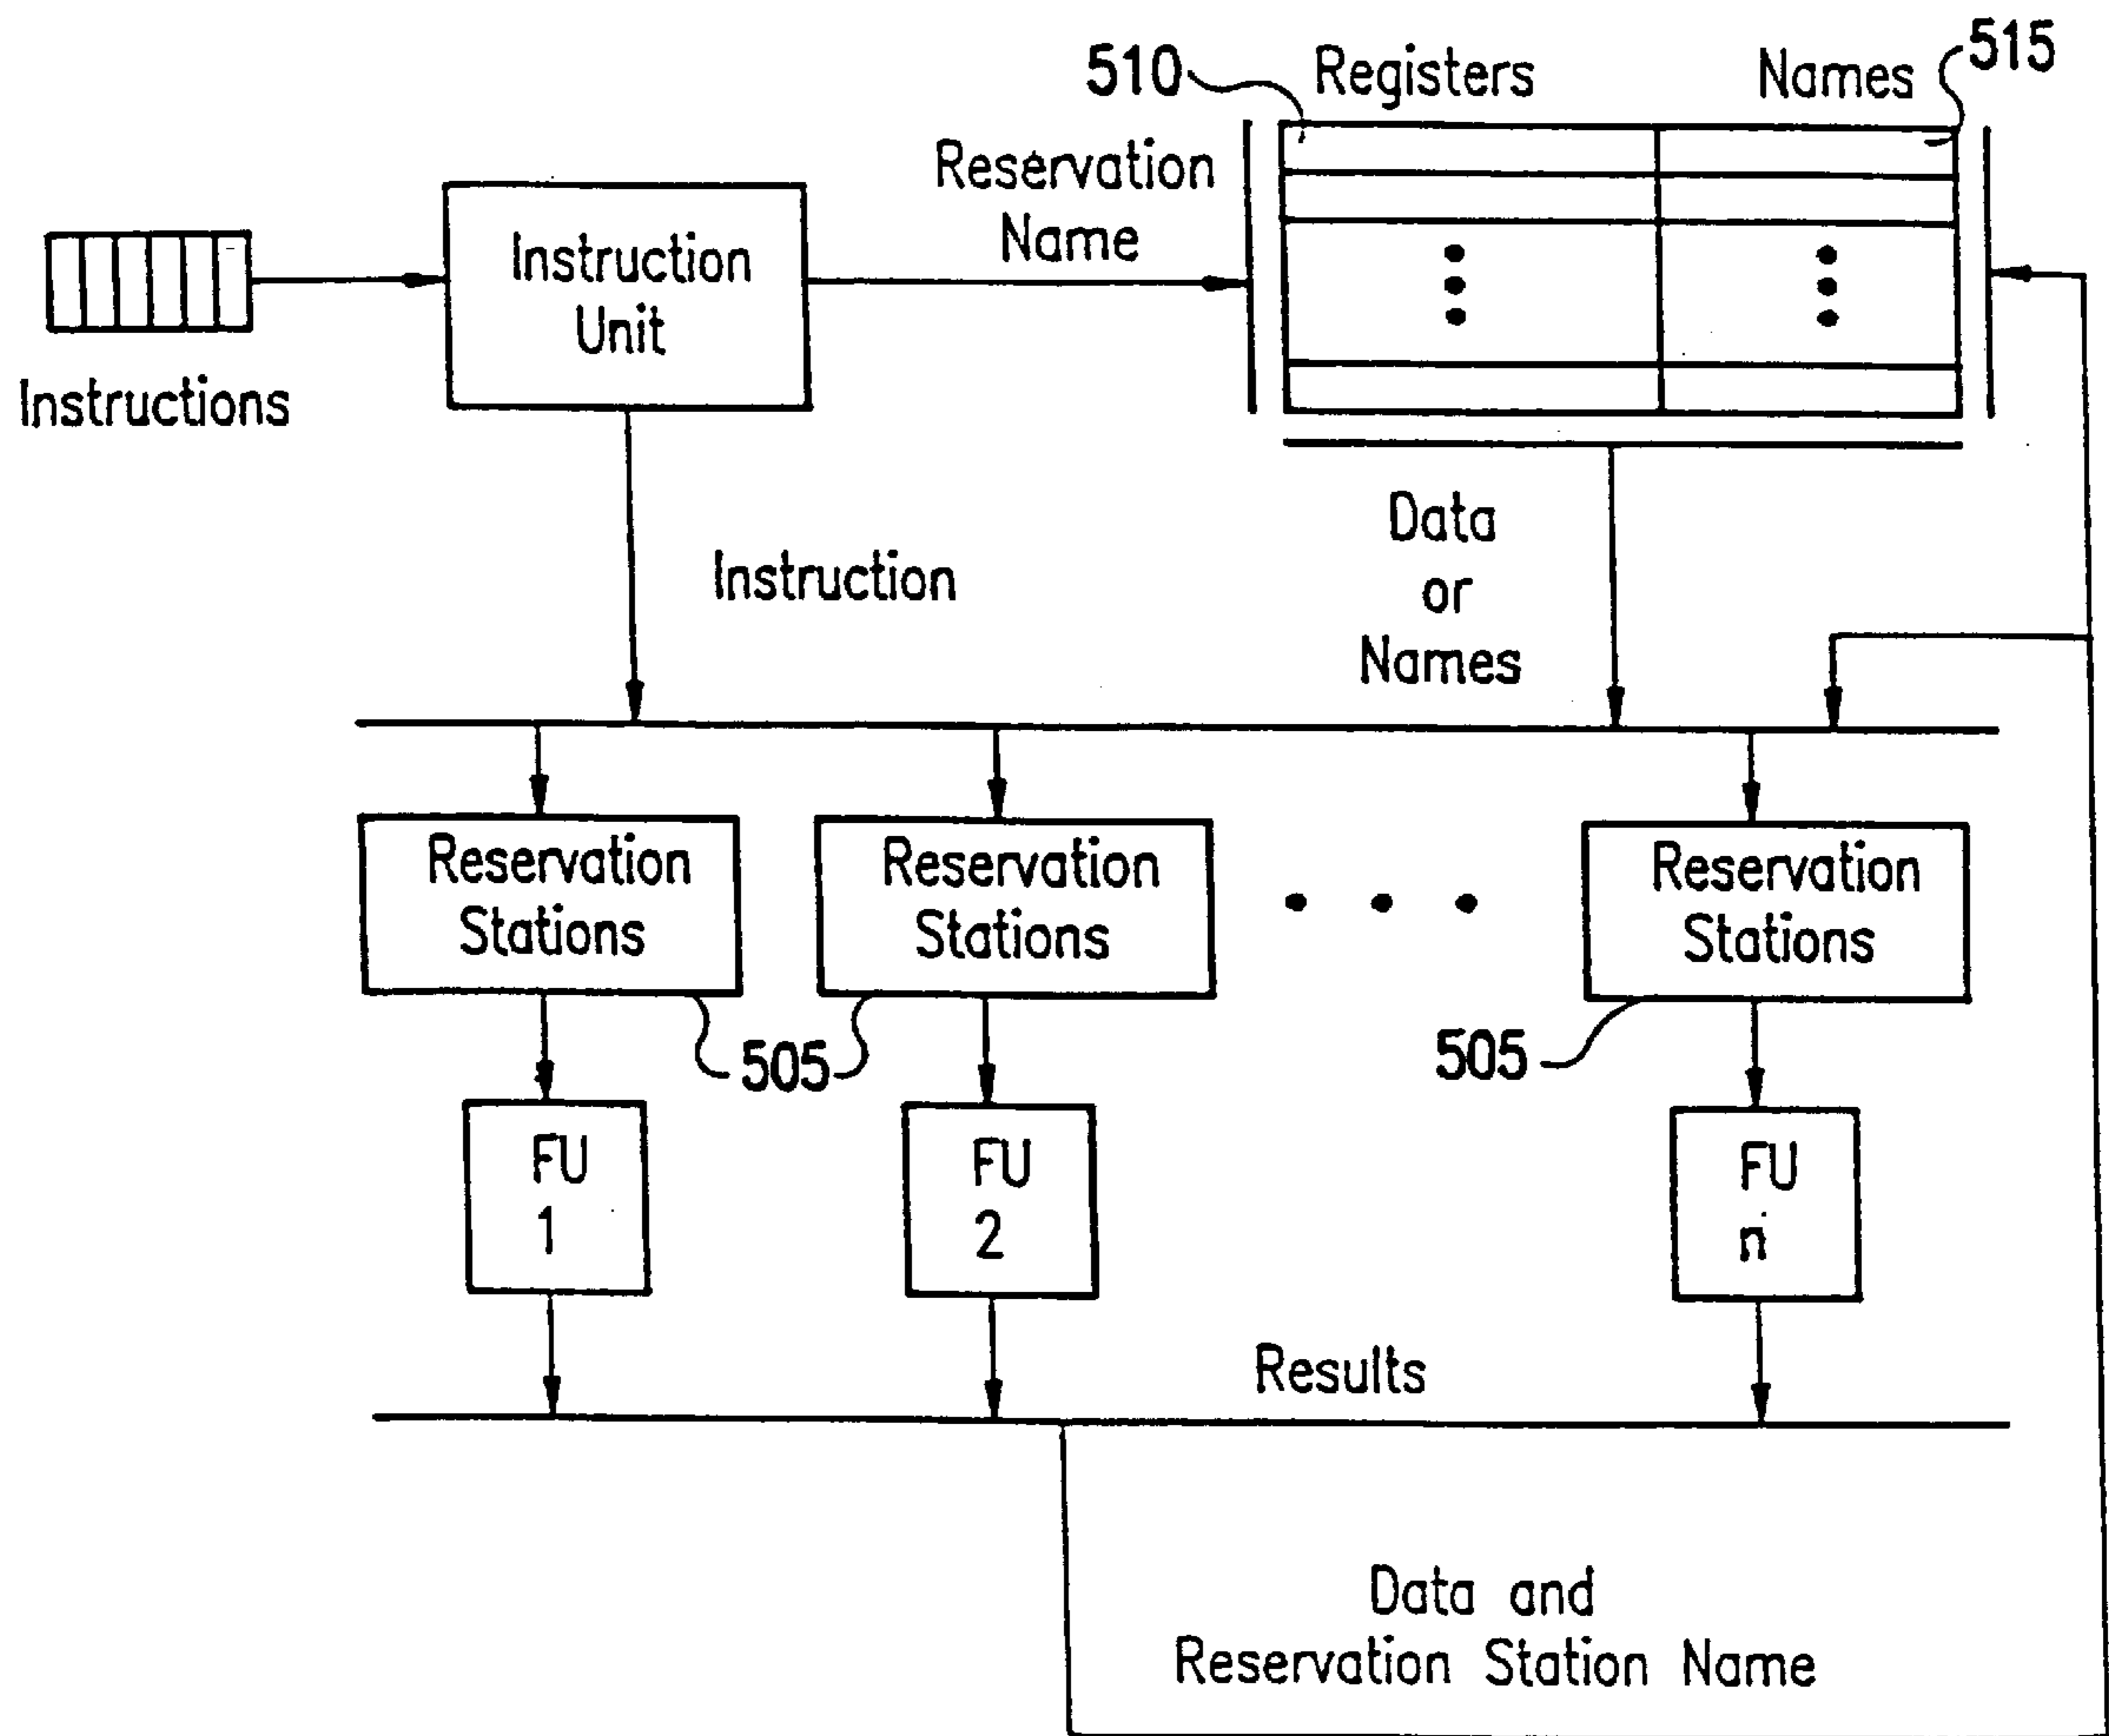 510
Registers
Names
515
Reservation
Name
Instruction
Unit
Instructions
Instruction
Data
or
Names
Reservation
Stations
Reservation
Stations
Reservation
Stations
505
505
FU
1
FU
2
FU
n
Results
Data and
Reservation Station Name